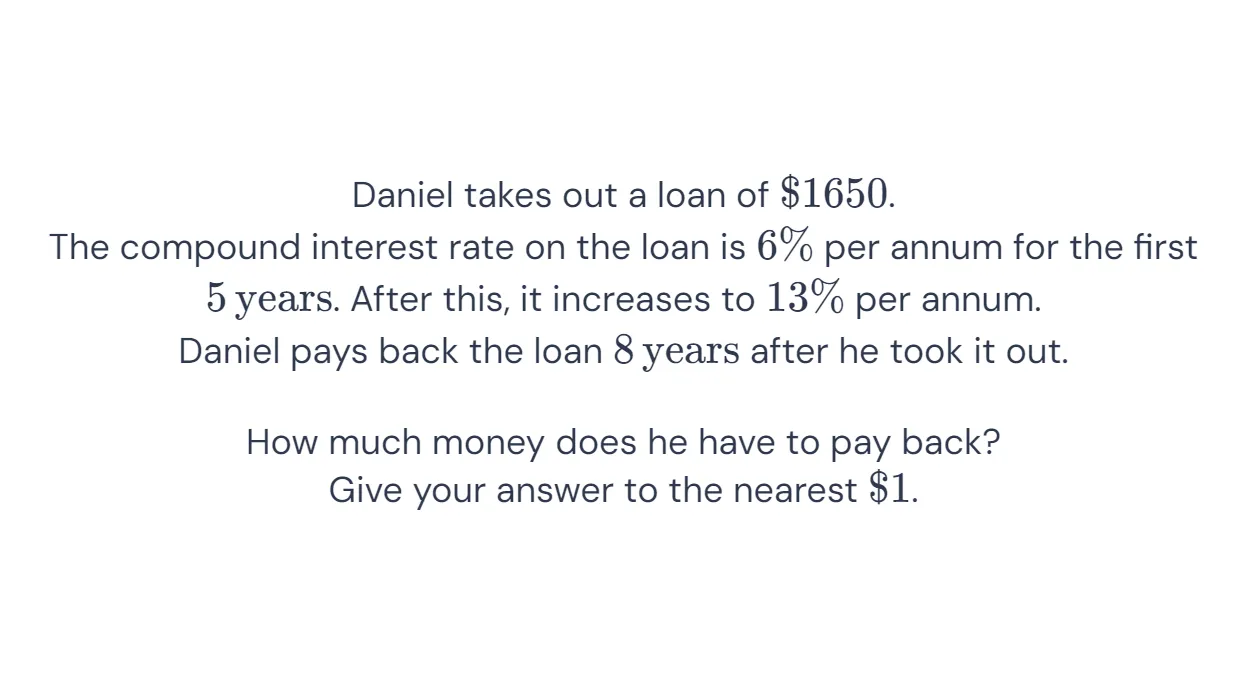 Daniel takes out a loan of $1650.
The compound interest rate on the loan is 6% per annum for the first
5 years. After this, it increases to 13% per annum.
Daniel pays back the loan 8 years after he took it out.
How much money does he have to pay back?
Give your answer to the nearest $1.